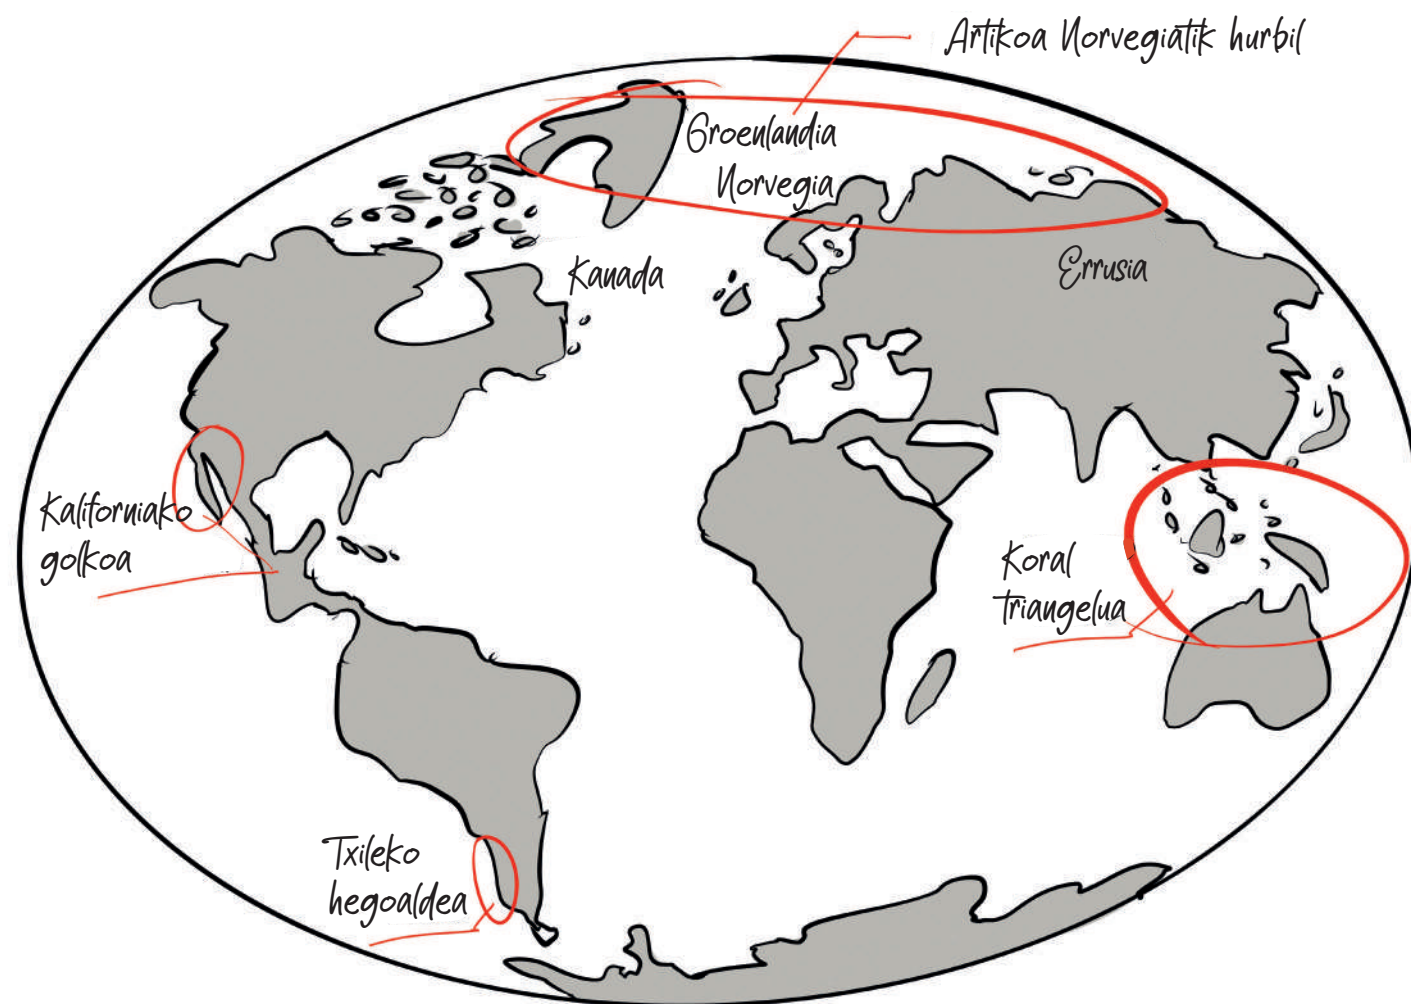 Artikoa Norvegiatik hurbil
Groenlandia
Norvegia
Kanada
Errusia
Kaliforniako
golkoa
Koral
triangelua
Txileko
hegoaldea